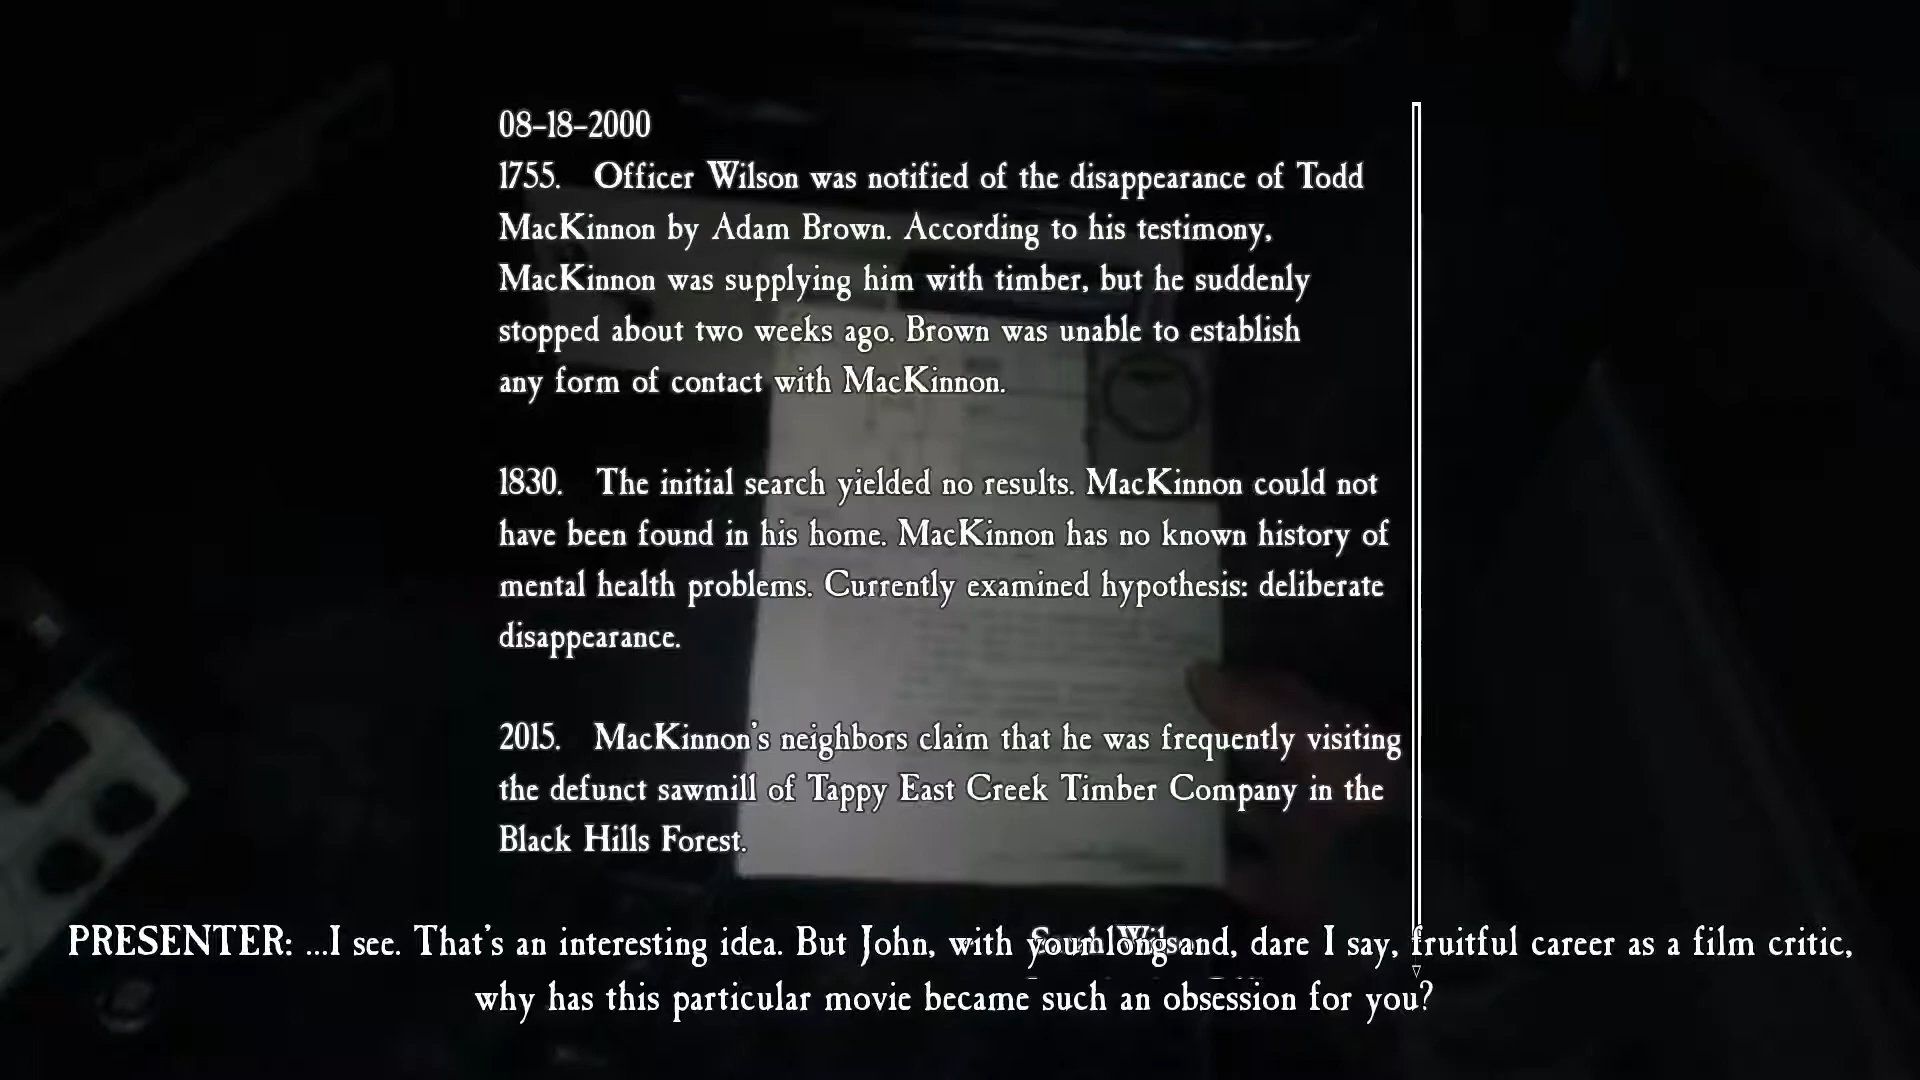 08-18-2000
1755. Officer Wilson was notified of the disappearance of Todd
MacKinnon by Adam Brown. According to his testimony,
MacKinnon was supplying him with timber, but he suddenly
stopped about two weeks ago. Brown was unable to establish
any form of contact with MacKinnon.
1830. The initial search yielded no results. MacKinnon could not
have been found in his home. MacKinnon has no known history of
mental health problems. Currently examined hypothesis: deliberate
disappearance.
2015. MacKinnon's neighbors claim that he was frequently visiting
the defunct sawmill of Tappy East Creek Timber Company in the
Black Hills Forest.
PRESENTER: ...I see. That's an interesting idea. But John, with your long and, dare I say, fruitful career as a film critic,
why has this particular movie became such an obsession for you?